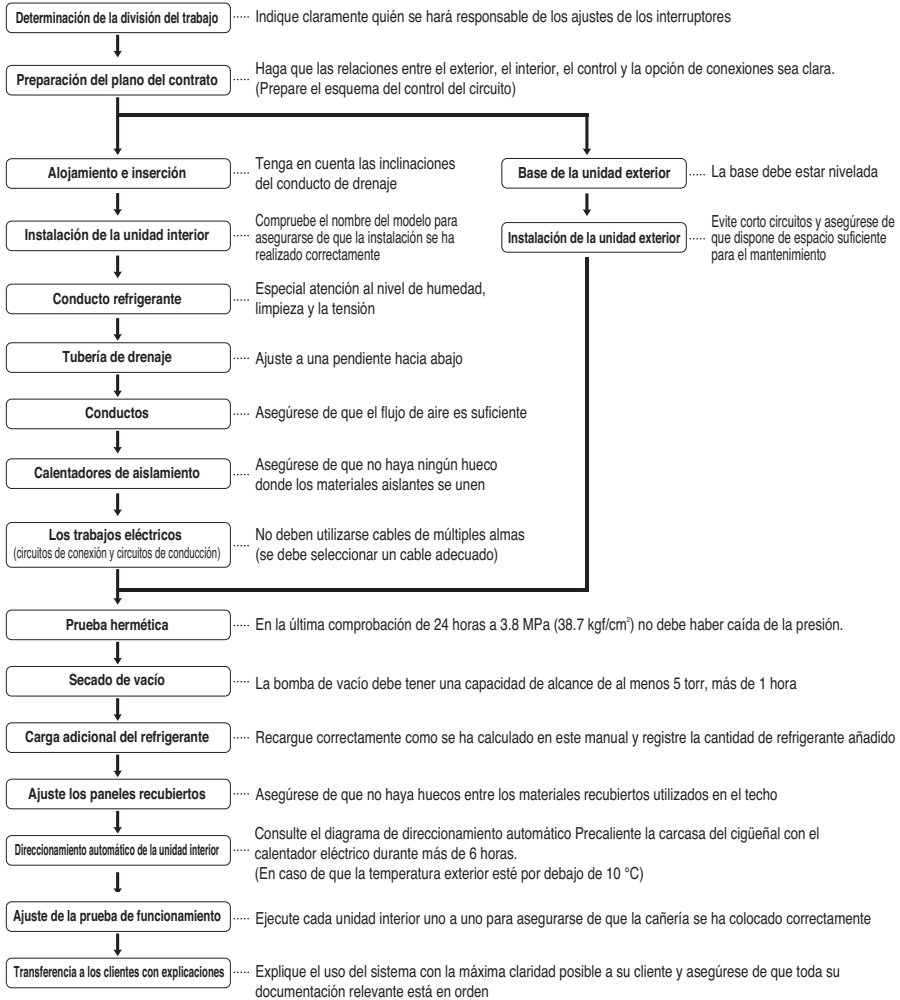 Determinación de la división del trabajo
Indique claramente quién se hará responsable de los ajustes de los interruptores
Preparación del plano del contrato
Haga que las relaciones entre el exterior, el interior, el control y la opción de conexiones sea clara.
(Prepare el esquema del control del circuito)
Alojamiento e inserción
Tenga en cuenta las inclinaciones
del conducto de drenaje
Base de la unidad exterior
La base debe estar nivelada
Instalación de la unidad interior
Compruebe el nombre del modelo para
asegurarse de que la instalación se ha
realizado correctamente
Instalación de la unidad exterior
Evite corto circuitos y asegúrese de
que dispone de espacio suficiente
para el mantenimiento
Conducto refrigerante
Especial atención al nivel de humedad,
limpieza y la tensión
Tubería de drenaje
Ajuste a una pendiente hacia abajo
Conductos
Asegúrese de que el flujo de aire es suficiente
Calentadores de aislamiento
Asegúrese de que no haya ningún hueco
donde los materiales aislantes se unen
Los trabajos eléctricos
(circuitos de conexión y circuitos de conducción)
No deben utilizarse cables de múltiples almas
(se debe seleccionar un cable adecuado)
Prueba hermética
En la última comprobación de 24 horas a 3.8 MPa (38.7 kgf/cm²) no debe haber caída de la presión.
Secado de vacío
La bomba de vacío debe tener una capacidad de alcance de al menos 5 torr, más de 1 hora
Carga adicional del refrigerante
Recargue correctamente como se ha calculado en este manual y registre la cantidad de refrigerante añadido
Ajuste los paneles recubiertos
Asegúrese de que no haya huecos entre los materiales recubiertos utilizados en el techo
Direccionamiento automático de la unidad interior
Consulte el diagrama de direccionamiento automático Precaliente la carcasa del cigüeñal con el
calentador eléctrico durante más de 6 horas.
(En caso de que la temperatura exterior esté por debajo de 10 °C)
Ajuste de la prueba de funcionamiento
Ejecute cada unidad interior uno a uno para asegurarse de que la cañería se ha colocado correctamente
Transferencia a los clientes con explicaciones
Explique el uso del sistema con la máxima claridad posible a su cliente y asegúrese de que toda su
documentación relevante está en orden